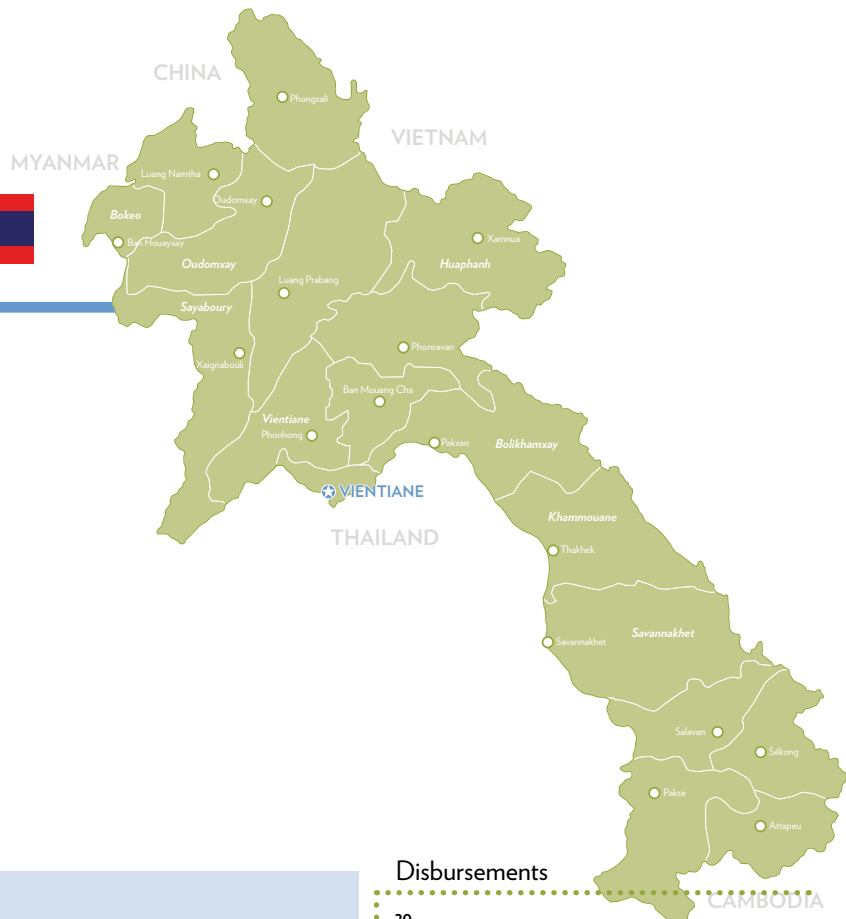 CHINA
Phongsali
VIETNAM
MYANMAR
Luang Namtha
Oudomxay
Bokeo
Ban Houayxay
Xamnua
Oudomxay
Huaphanh
Luang Prabang
Sayaboury
Phonsavan
Xaignabouli
Ban Mouang Cha
Vientiane
Phonhong
Pakxan
Bolikhamxay
VIENTIANE
Khammouane
THAILAND
Thakhek
Savannakhet
Savannakhet
Salavan
Sékong
Pakse
Attapeu
Disbursements
CAMBODIA
20